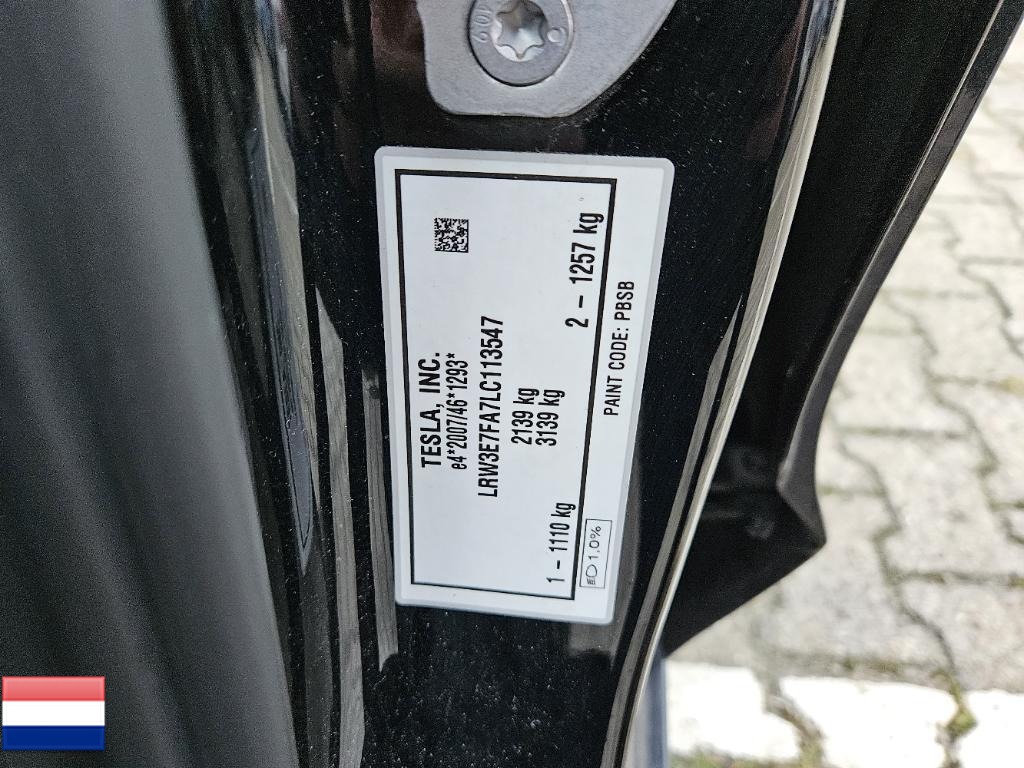 TESLA, INC.
e4*2007/46*1293*
LRW3E7FA7LC113547
2139 kg
3139 kg
1 – 1110 kg 2 – 1257 kg
1.0%
PAINT CODE: PBSB